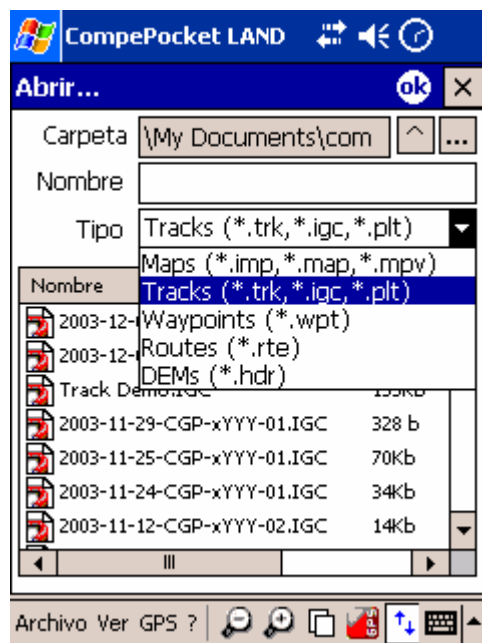 CompePocket LAND
Abrir... ok
Carpeta \My Documents\com ^ ...
Nombre
Tipo Tracks (*.trk,*.igc,*.plt)
Maps (*.imp,*.map,*.mpv)
Nombre Tracks (*.trk,*.igc,*.plt)
2003-12- Waypoints (*.wpt)
2003-12- Routes (*.rte)
DEMs (*.hdr)
Track Demo.IGC
2003-11-29-CGP-xYYY-01.IGC 328 b
2003-11-25-CGP-xYYY-01.IGC 70Kb
2003-11-24-CGP-xYYY-01.IGC 34Kb
2003-11-12-CGP-xYYY-02.IGC 14Kb
Archivo Ver GPS ? GPS